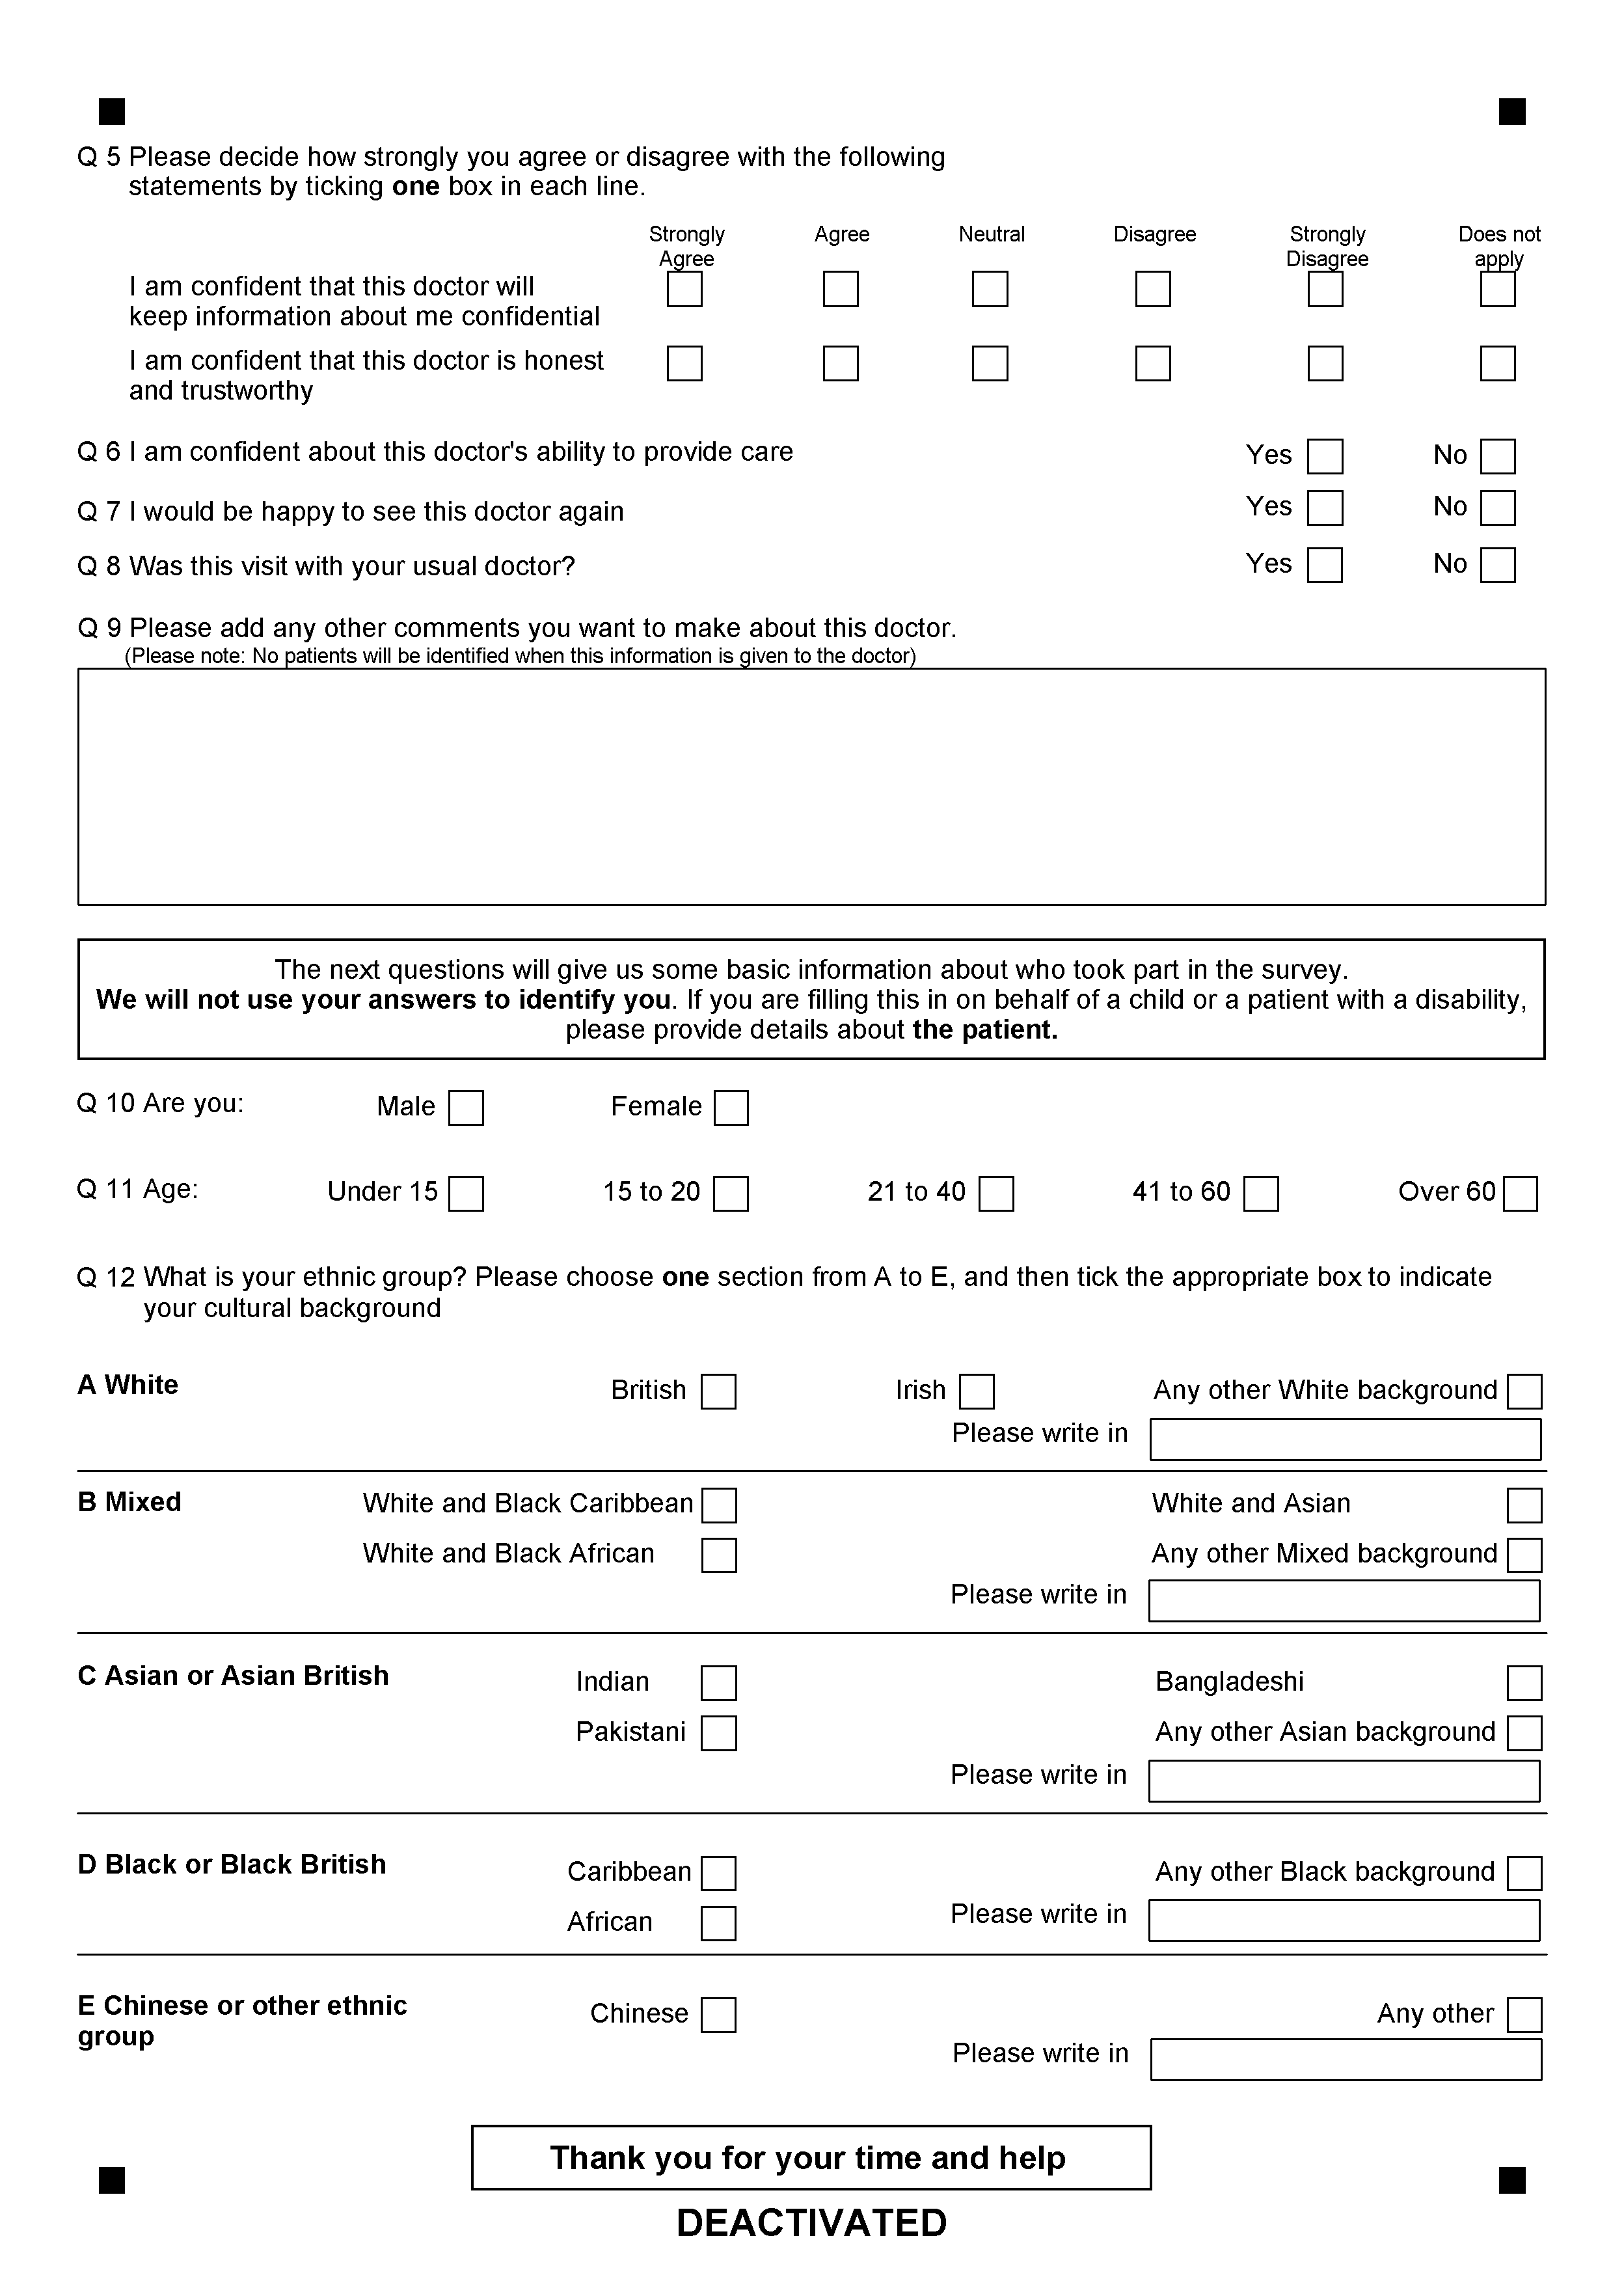 Q 5 Please decide how strongly you agree or disagree with the following
statements by ticking one box in each line.
Strongly Agree Neutral Disagree Strongly Does not
Agree Disagree apply
I am confident that this doctor will
keep information about me confidential
I am confident that this doctor is honest
and trustworthy
Q 6 I am confident about this doctor's ability to provide care Yes No
Q 7 I would be happy to see this doctor again Yes No
Q 8 Was this visit with your usual doctor? Yes No
Q 9 Please add any other comments you want to make about this doctor.
(Please note: No patients will be identified when this information is given to the doctor)
The next questions will give us some basic information about who took part in the survey.
We will not use your answers to identify you. If you are filling this in on behalf of a child or a patient with a disability,
please provide details about the patient.
Q 10 Are you: Male Female
Q 11 Age: Under 15 15 to 20 21 to 40 41 to 60 Over 60
Q 12 What is your ethnic group? Please choose one section from A to E, and then tick the appropriate box to indicate
your cultural background
A White British Irish Any other White background
Please write in
B Mixed White and Black Caribbean White and Asian
White and Black African Any other Mixed background
Please write in
C Asian or Asian British Indian Bangladeshi
Pakistani Any other Asian background
Please write in
D Black or Black British Caribbean Any other Black background
African Please write in
E Chinese or other ethnic Chinese Any other
group
Please write in
Thank you for your time and help
DEACTIVATED